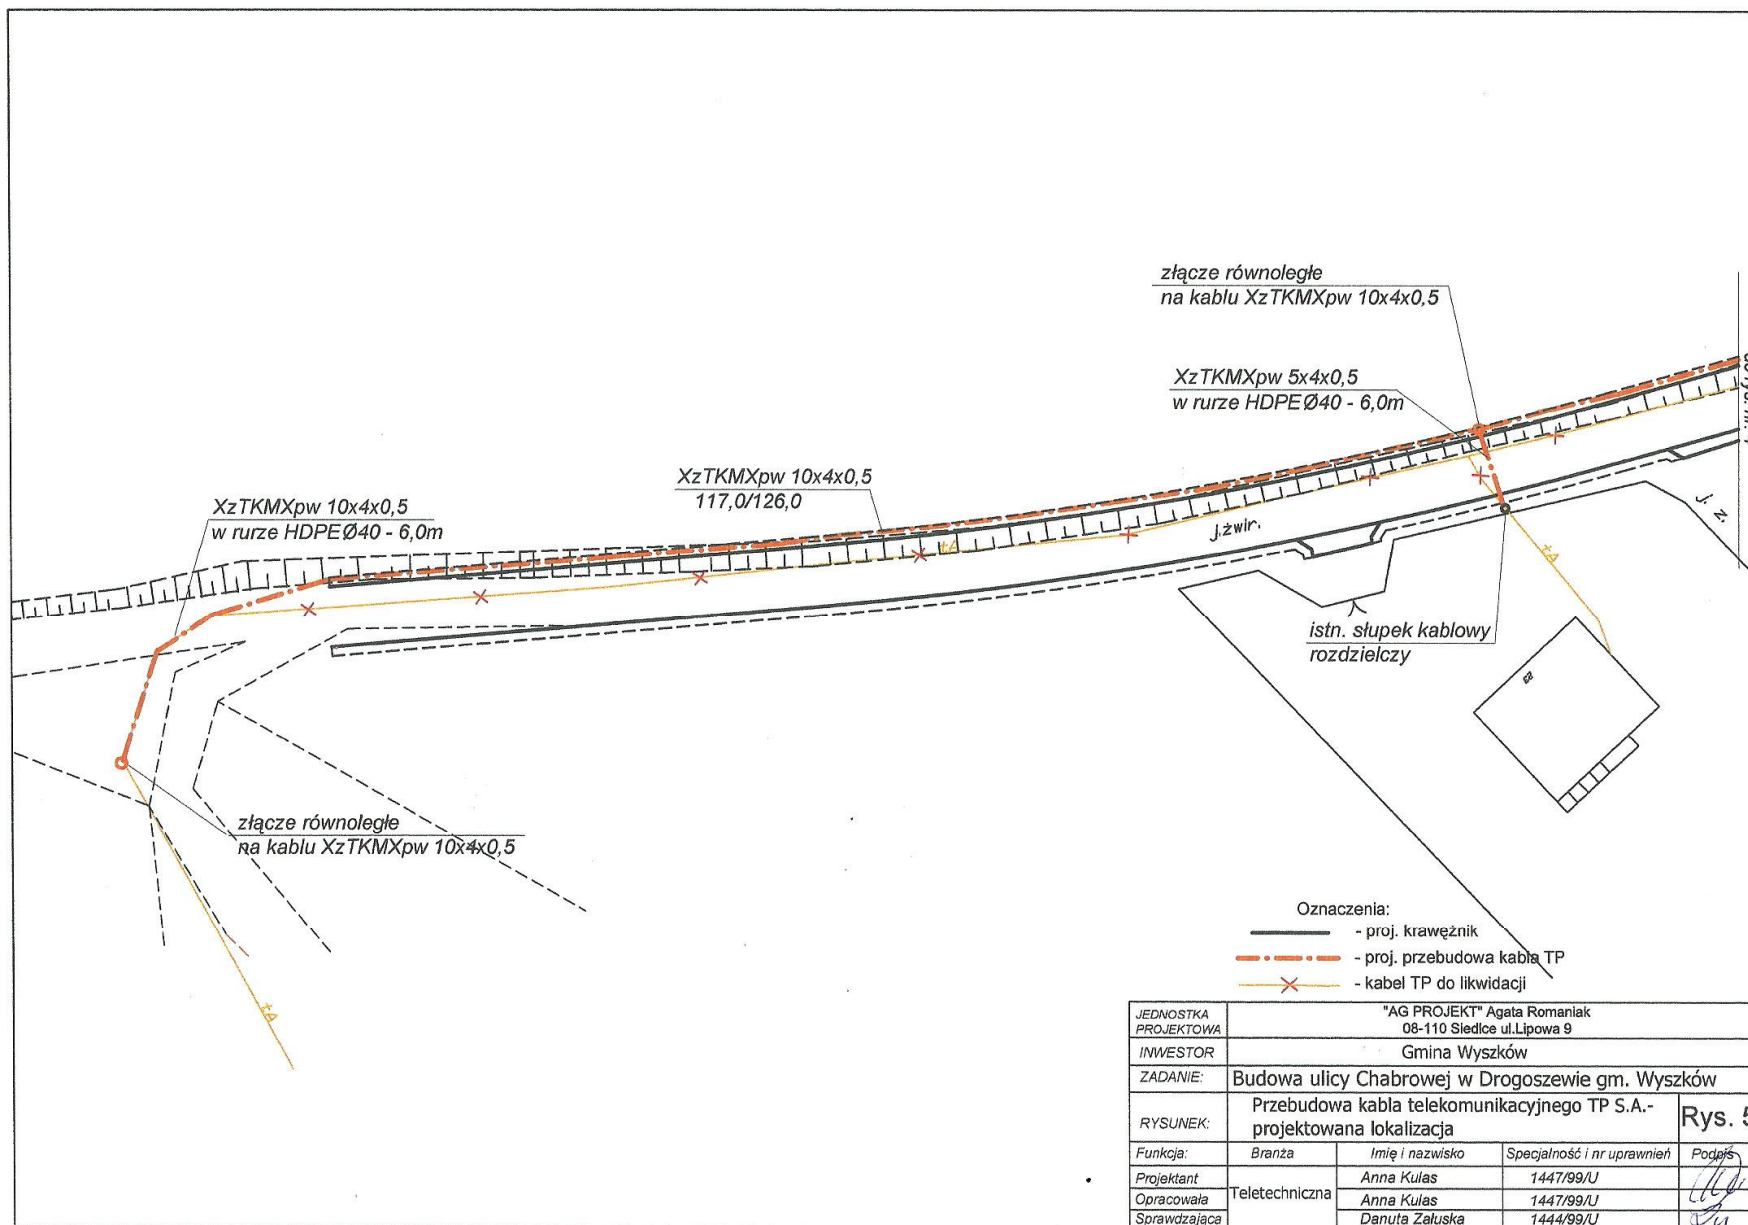 złącze równoległe
na kablu XzTKMXpw 10x4x0,5
XzTKMXpw 5x4x0,5
w rurze HDPEØ40 - 6,0m
XzTKMXpw 10x4x0,5
117,0/126,0
XzTKMXpw 10x4x0,5
w rurze HDPEØ40 - 6,0m
tA
j.żwir.
j. ż.
tA
istn. słupek kablowy
rozdzielczy
złącze równoległe
na kablu XzTKMXpw 10x4x0,5
tA
Oznaczenia:
- proj. krawężnik
- proj. przebudowa kabla TP
- kabel TP do likwidacji
JEDNOSTKA PROJEKTOWA
"AG PROJEKT" Agata Romaniak
08-110 Siedlce ul.Lipowa 9
INWESTOR Gmina Wyszków
ZADANIE: Budowa ulicy Chabrowej w Drogoszewie gm. Wyszków
RYSUNEK: Przebudowa kabla telekomunikacyjnego TP S.A.-
projektowana lokalizacja
Rys. 5
Funkcja: Branża Imię i nazwisko Specjalność i nr uprawnień Podpis
Projektant Teletechniczna Anna Kulas 1447/99/U
Opracowała Anna Kulas 1447/99/U
Sprawdzająca Danuta Załuska 1444/99/U